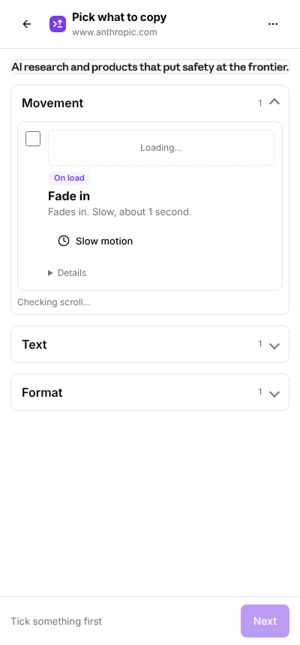 Pick what to copy
www.anthropic.com
AI research and products that put safety at the frontier.
Movement
1
Loading...
On load
Fade in
Fades in. Slow, about 1 second.
Slow motion
Details
Checking scroll...
Text
1
Format
1
Tick something first
Next